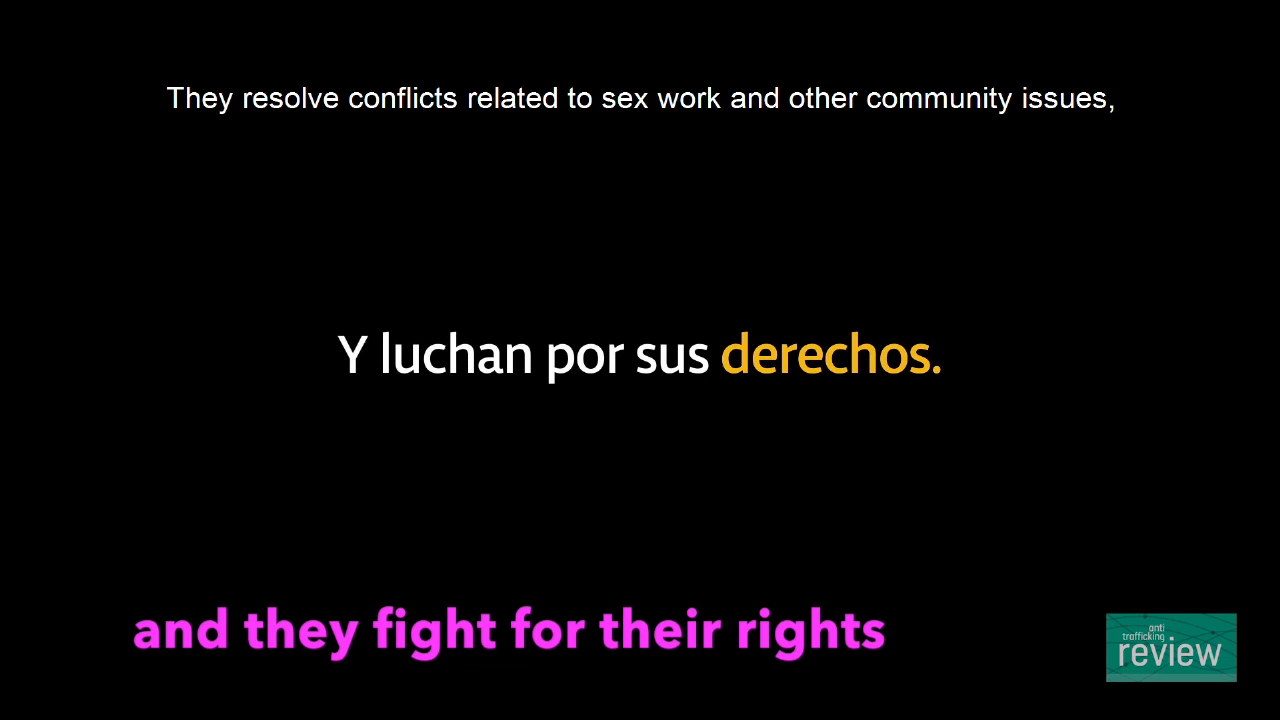 They resolve conflicts related to sex work and other community issues,
Y luchan por sus derechos.
and they fight for their rights
anti
trafficking
review